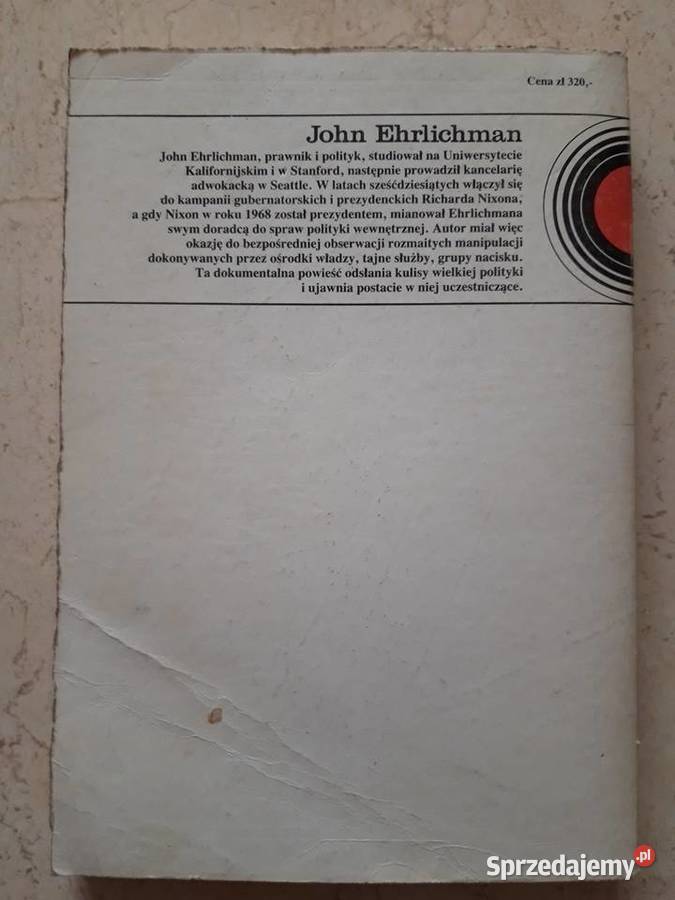 Cena zł 320,-
John Ehrlichman
John Ehrlichman, prawnik i polityk, studiował na Uniwersytecie
Kalifornijskim i w Stanford, następnie prowadził kancelarię
adwokacką w Seattle. W latach sześćdziesiątych włączył się
do kampanii gubernatorskich i prezydenckich Richarda Nixona,
a gdy Nixon w roku 1968 został prezydentem, mianował Ehrlichmana
swym doradcą do spraw polityki wewnętrznej. Autor miał więc
okazję do bezpośredniej obserwacji rozmaitych manipulacji
dokonywanych przez ośrodki władzy, tajne służby, grupy nacisku.
Ta dokumentalna powieść odsłania kulisy wielkiej polityki
i ujawnia postacie w niej uczestniczące.
Sprzedajemy.pl